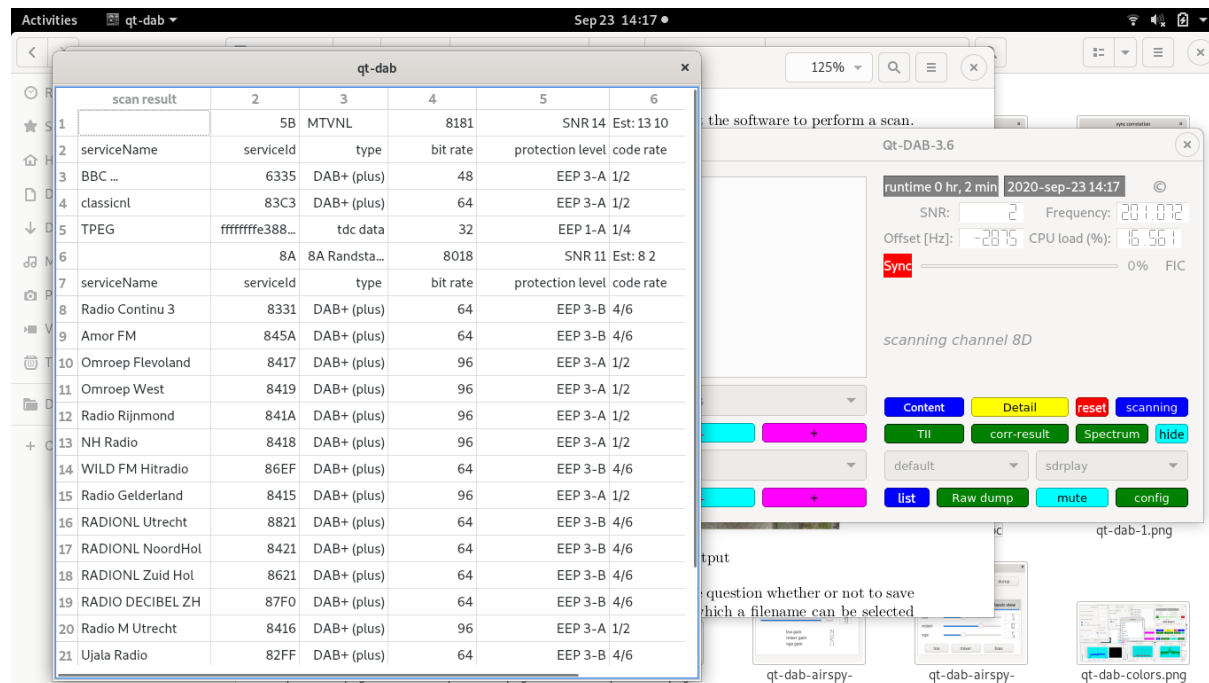 Activities qt-dab Sep 23 14:17
qt-dab
scan result 2 3 4 5 6
1 5B MTVNL 8181 SNR 14 Est: 13 10
2 serviceName serviceId type bit rate protection level code rate
3 BBC ... 6335 DAB+ (plus) 48 EEP 3-A 1/2
4 classicnl 83C3 DAB+ (plus) 64 EEP 3-A 1/2
5 TPEG ffffffffe388... tdc data 32 EEP 1-A 1/4
6 8A 8A Randsta... 8018 SNR 11 Est: 8 2
7 serviceName serviceId type bit rate protection level code rate
8 Radio Continu 3 8331 DAB+ (plus) 64 EEP 3-B 4/6
9 Amor FM 845A DAB+ (plus) 64 EEP 3-B 4/6
10 Omroep Flevoland 8417 DAB+ (plus) 96 EEP 3-A 1/2
11 Omroep West 8419 DAB+ (plus) 96 EEP 3-A 1/2
12 Radio Rijnmond 841A DAB+ (plus) 96 EEP 3-A 1/2
13 NH Radio 8418 DAB+ (plus) 96 EEP 3-A 1/2
14 WILD FM Hitradio 86EF DAB+ (plus) 64 EEP 3-B 4/6
15 Radio Gelderland 8415 DAB+ (plus) 96 EEP 3-A 1/2
16 RADIONL Utrecht 8821 DAB+ (plus) 64 EEP 3-B 4/6
17 RADIONL NoordHol 8421 DAB+ (plus) 64 EEP 3-B 4/6
18 RADIONL Zuid Hol 8621 DAB+ (plus) 64 EEP 3-B 4/6
19 RADIO DECIBEL ZH 87F0 DAB+ (plus) 64 EEP 3-B 4/6
20 Radio M Utrecht 8416 DAB+ (plus) 96 EEP 3-A 1/2
21 Ujala Radio 82FF DAB+ (plus) 64 EEP 3-B 4/6
125%
the software to perform a scan.
Qt-DAB-3.6
runtime 0 hr, 2 min 2020-sep-23 14:17 ©
SNR: 2 Frequency: 201.072
Offset [Hz]: -2875 CPU load (%): 16.561
Sync 0% FIC
scanning channel 8D
Content Detail reset scanning
TII corr-result Spectrum hide
+
default sdrplay
+
list Raw dump mute config
tput
question whether or not to save
which a filename can be selected
qt-dab-1.png
qt-dab-airspy-
qt-dab-airspy-
qt-dab-colors.png